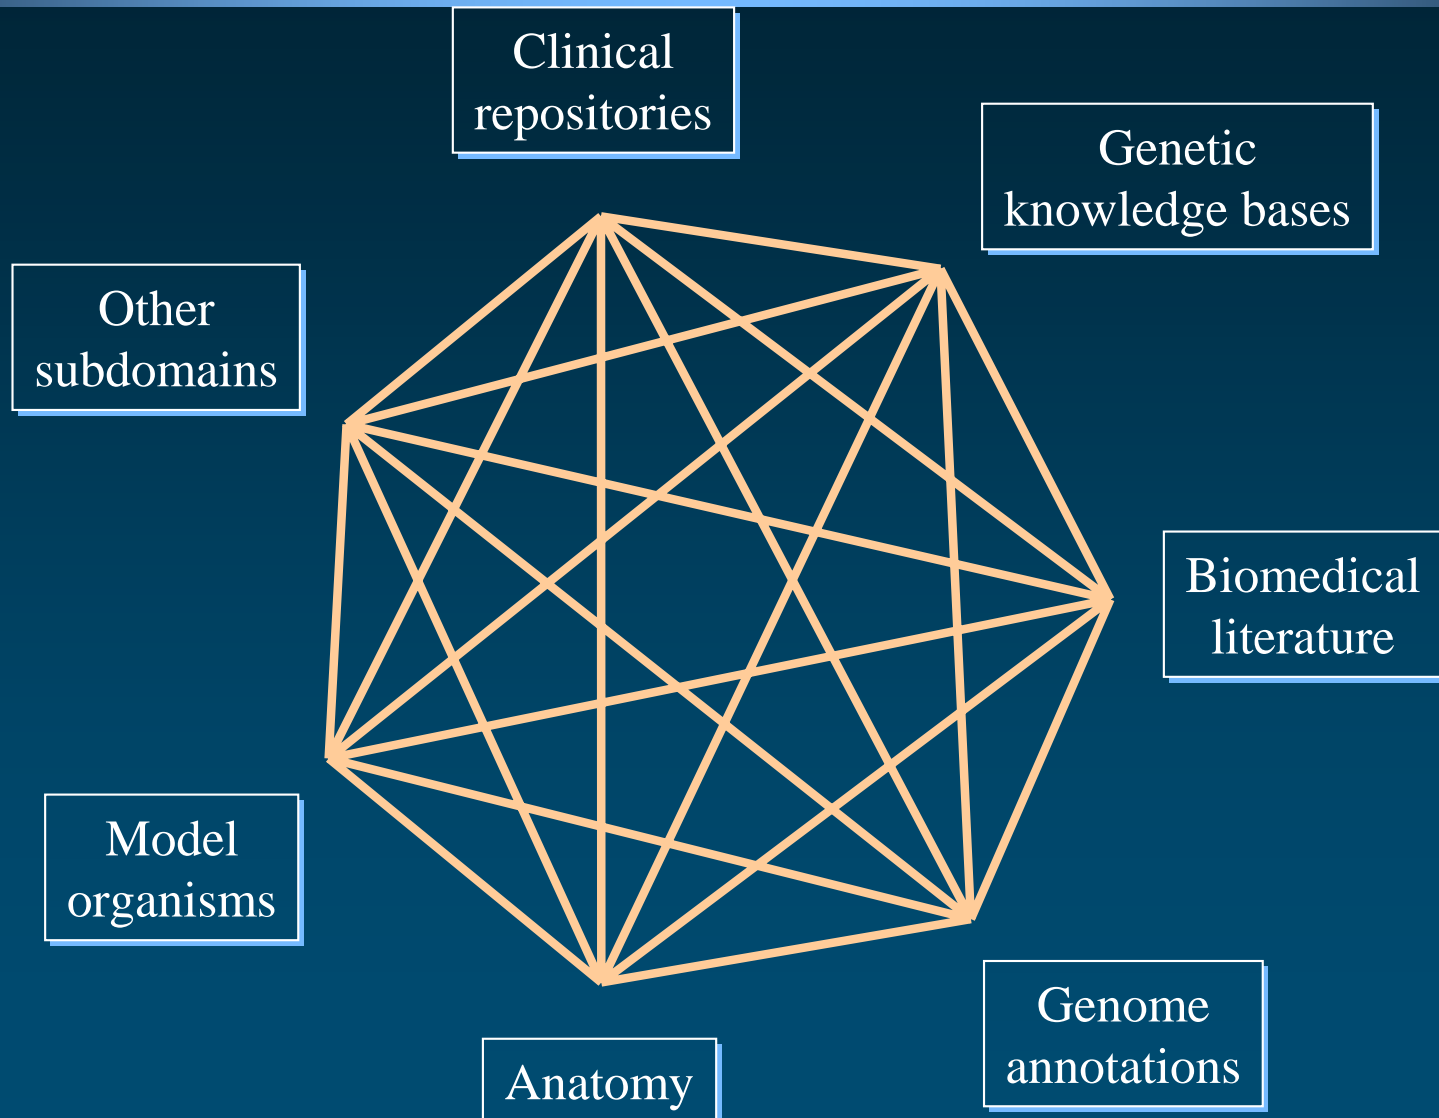 Clinical
repositories
Genetic
knowledge bases
Other
subdomains
Biomedical
literature
Model
organisms
Genome
annotations
Anatomy